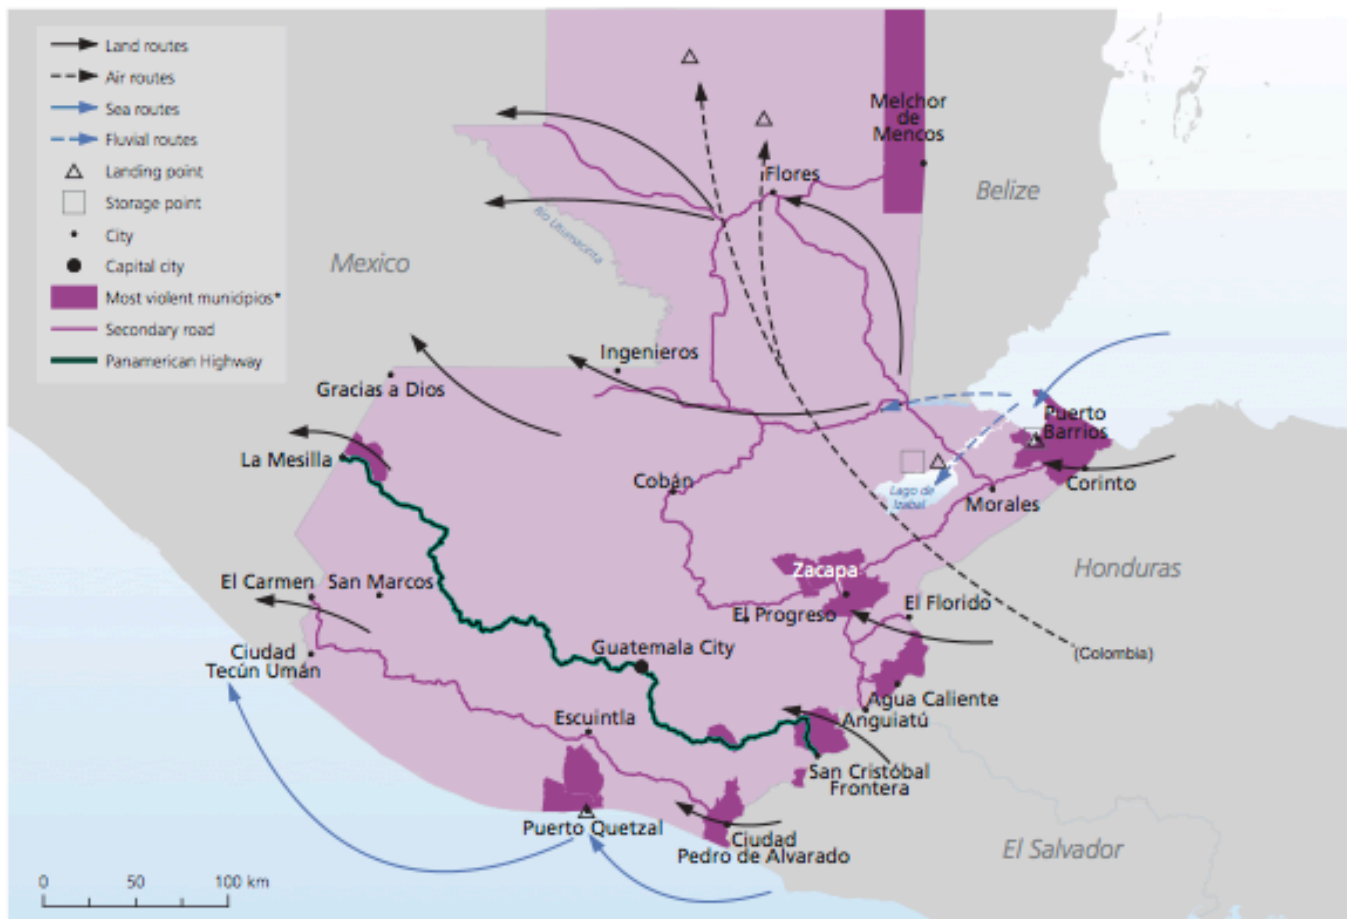 Land routes
Air routes
Sea routes
Fluvial routes
Landing point
Storage point
City
Capital city
Most violent municipios*
Secondary road
Panamerican Highway
Melchor
de
Mencos
Flores
Belize
Mexico
Ingenieros
Gracias a Dios
Puerto
Barrios
La Mesilla
Cobán
Lago de
Izabal
Morales
Corinto
Zacapa
Honduras
El Carmen
San Marcos
El Progreso
El Florido
Ciudad
Tecún Umán
Guatemala City
(Colombia)
Agua Caliente
Anguiatú
Escuintla
San Cristóbal
Frontera
Puerto Quetzal
Ciudad
Pedro de Alvarado
El Salvador
0 50 100 km